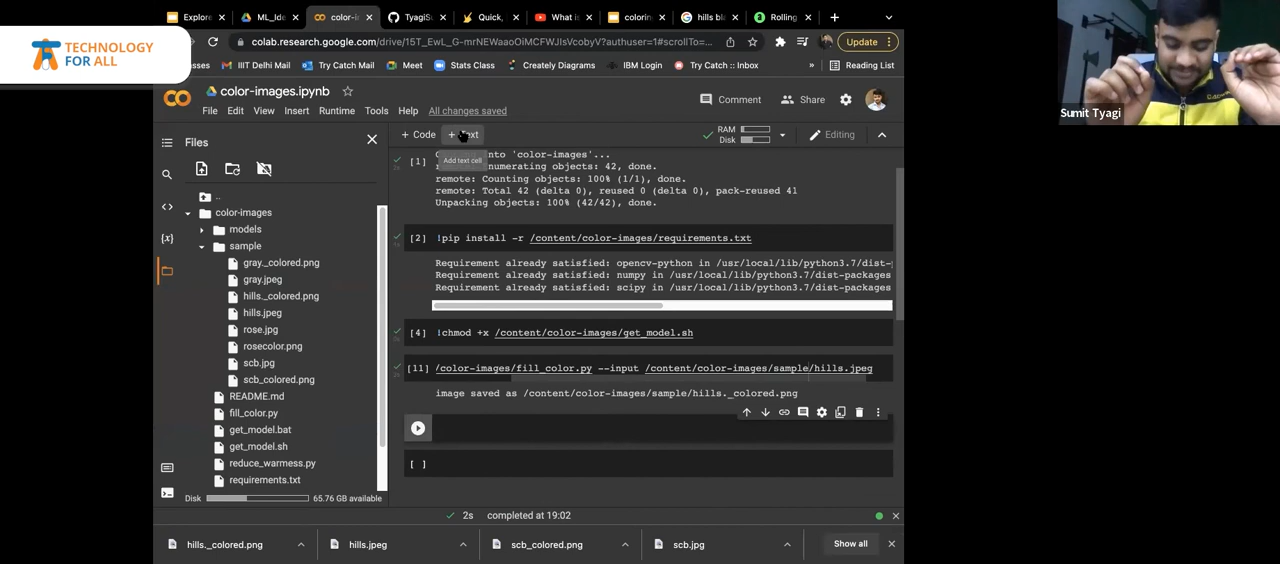 Explore
ML_Ide
color-i
TyagiSu
Quick,
What is
colorin
hills bl
Rolling
colab.research.google.com/drive/15T_EwL_G-mrNEWaaoOiMCFWJIsVcobyV?authuser=1#scrollTo=...
Update
TECHNOLOGY
FOR ALL
sses
IIIT Delhi Mail
Try Catch Mail
Meet
Stats Class
Creately Diagrams
IBM Login
Try Catch :: Inbox
»
Reading List
Sumit Tyagi
color-images.ipynb
File Edit View Insert Runtime Tools Help All changes saved
Comment
Share
Files
+ Code
+ Text
RAM
Disk
Editing
Add text cell
[1]
'color-images'...
enumerating objects: 42, done.
remote: Counting objects: 100% (1/1), done.
remote: Total 42 (delta 0), reused 0 (delta 0), pack-reused 41
Unpacking objects: 100% (42/42), done.
[2] !pip install -r /content/color-images/requirements.txt
Requirement already satisfied: opencv-python in /usr/local/lib/python3.7/dist-
Requirement already satisfied: numpy in /usr/local/lib/python3.7/dist-packages
Requirement already satisfied: scipy in /usr/local/lib/python3.7/dist-packages
[4] !chmod +x /content/color-images/get_model.sh
[11] /color-images/fill_color.py --input /content/color-images/sample/hills.jpeg
image saved as /content/color-images/sample/hills._colored.png
[ ]
..
color-images
models
sample
gray._colored.png
gray.jpeg
hills._colored.png
hills.jpeg
rose.jpg
rosecolor.png
scb.jpg
scb_colored.png
README.md
fill_color.py
get_model.bat
get_model.sh
reduce_warmess.py
requirements.txt
Disk
65.76 GB available
2s completed at 19:02
hills._colored.png
hills.jpeg
scb_colored.png
scb.jpg
Show all